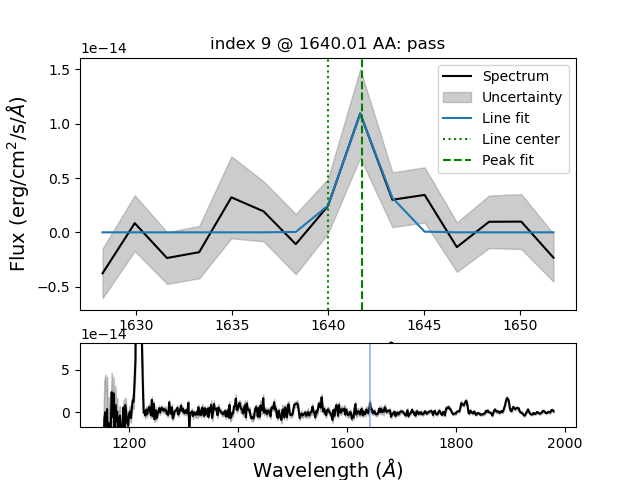 index 9 @ 1640.01 AA: pass
1e−14
1.5
1.0
0.5
0.0
−0.5
Flux (erg/cm²/s/Å)
Spectrum
Uncertainty
Line fit
Line center
Peak fit
1630 1635 1640 1645 1650
1e−14
5
0
1200 1400 1600 1800 2000
Wavelength (Å)